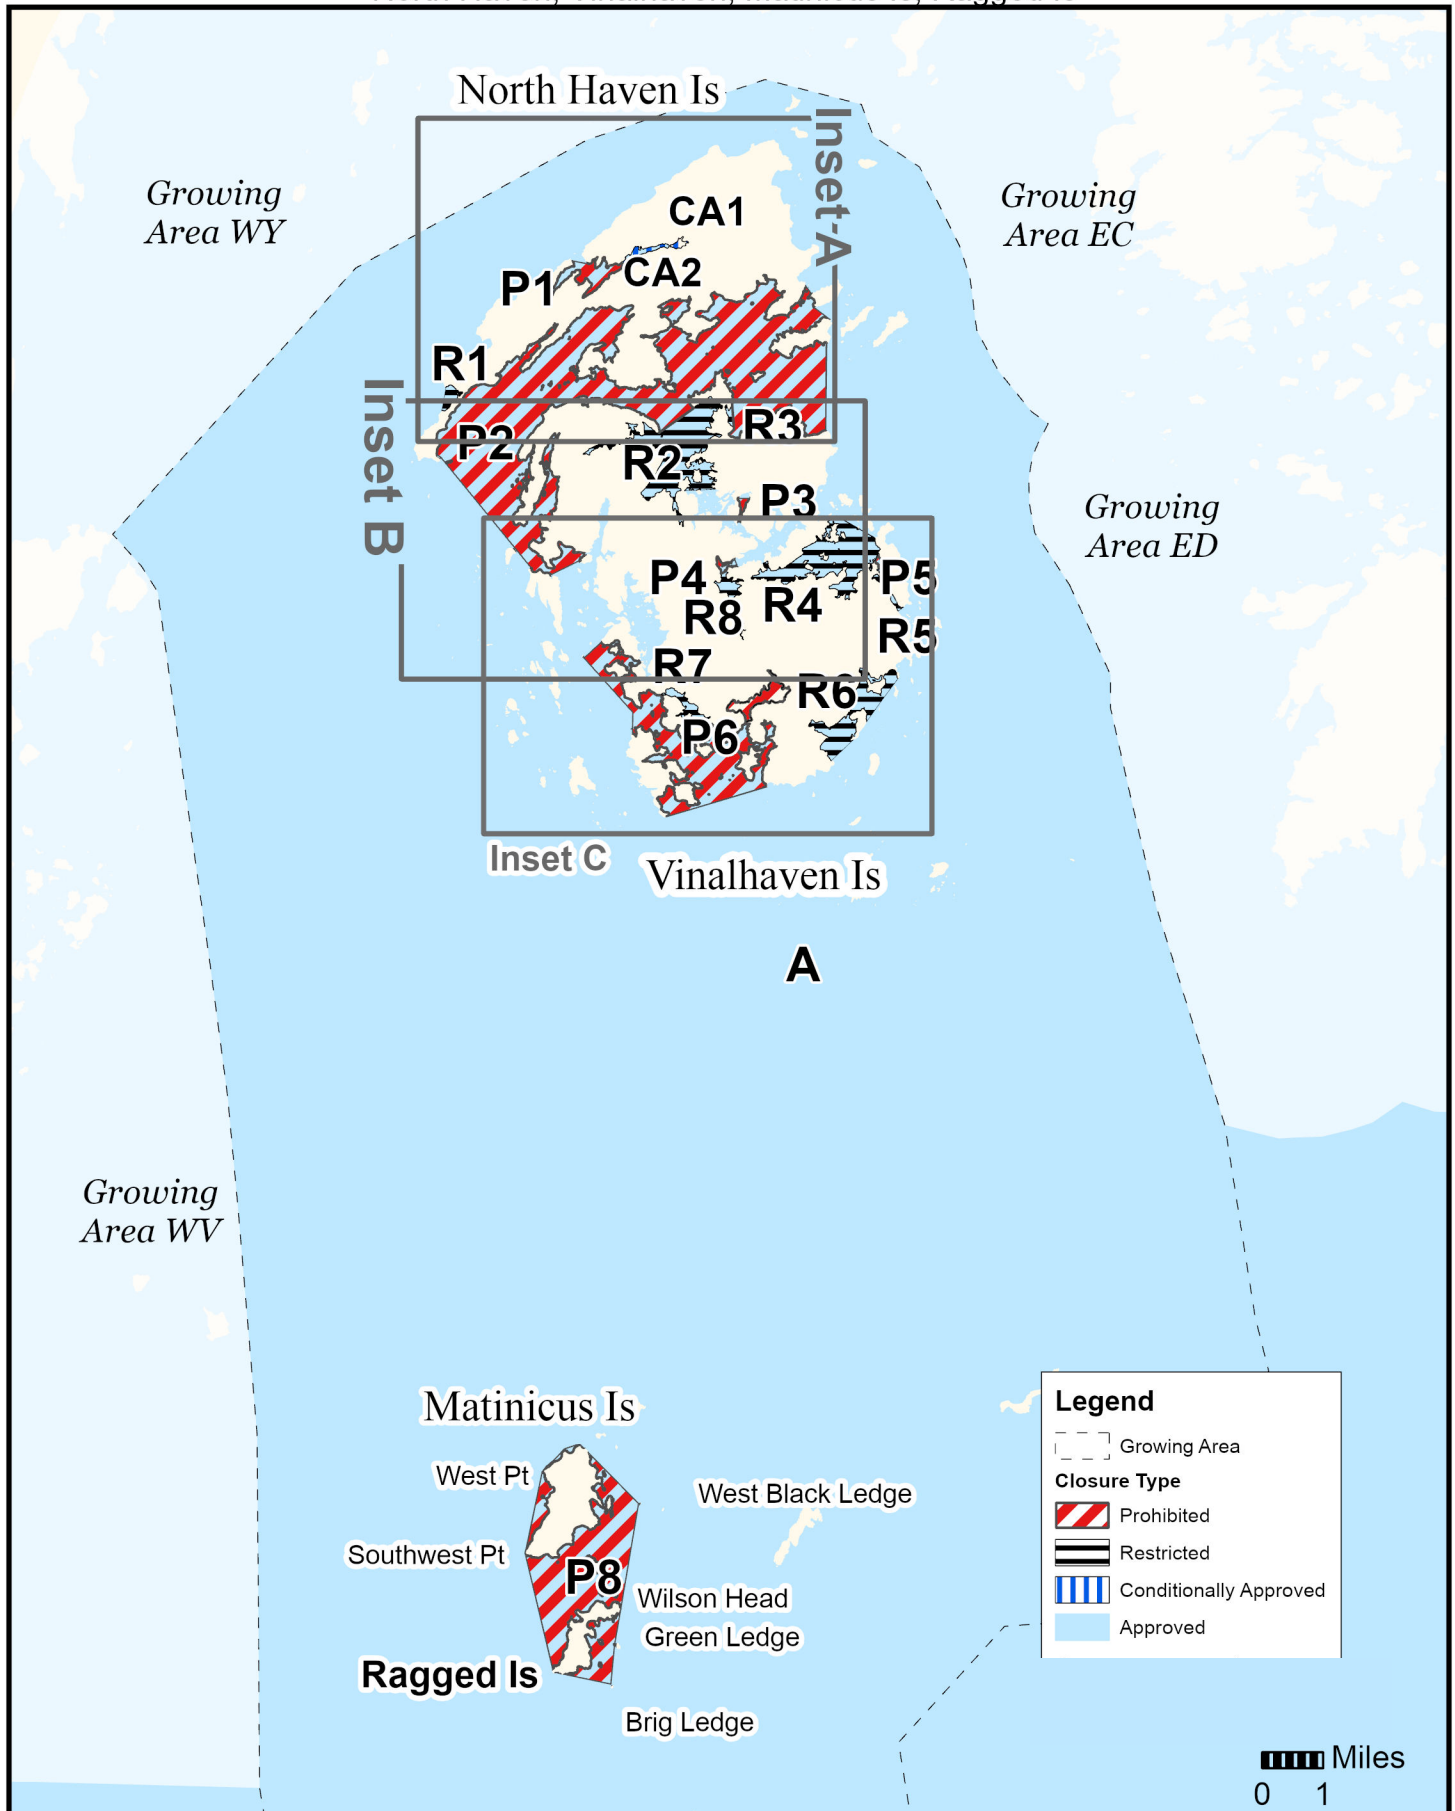 North Haven Is
Inset-A
Growing
Area WY
Growing
Area EC
CA1
CA2
P1
R1
Inset B
P2
R3
R2
P3
Growing
Area ED
P4
P5
R8
R4
R5
R7
R6
P6
Inset C
Vinalhaven Is
A
Growing
Area WV
Matinicus Is
West Pt
West Black Ledge
Southwest Pt
P8
Wilson Head
Green Ledge
Ragged Is
Brig Ledge
Legend
Growing Area
Closure Type
Prohibited
Restricted
Conditionally Approved
Approved
Miles
0 1